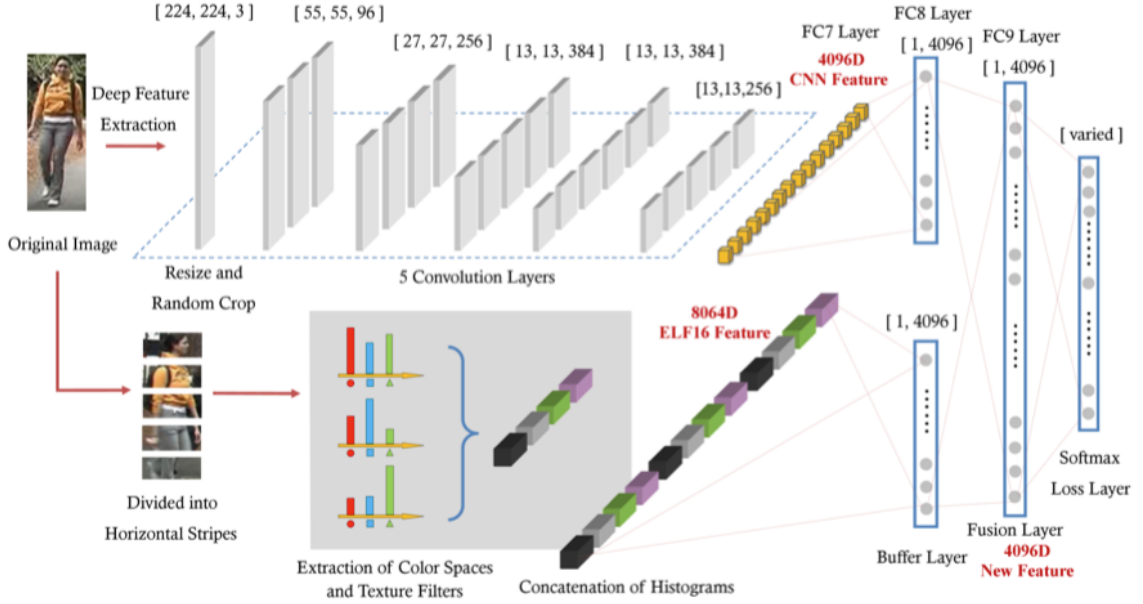 [ 224, 224, 3 ]
[ 55, 55, 96 ]
[ 27, 27, 256 ]
[ 13, 13, 384 ]
[ 13, 13, 384 ]
[13,13,256]
FC7 Layer
4096D
CNN Feature
FC8 Layer
[ 1, 4096 ]
FC9 Layer
[ 1, 4096 ]
[ varied ]
Deep Feature
Extraction
Original Image
Resize and
Random Crop
5 Convolution Layers
8064D
ELF16 Feature
[ 1, 4096 ]
Divided into
Horizontal Stripes
Extraction of Color Spaces
and Texture Filters
Concatenation of Histograms
Buffer Layer
Fusion Layer
4096D
New Feature
Softmax
Loss Layer